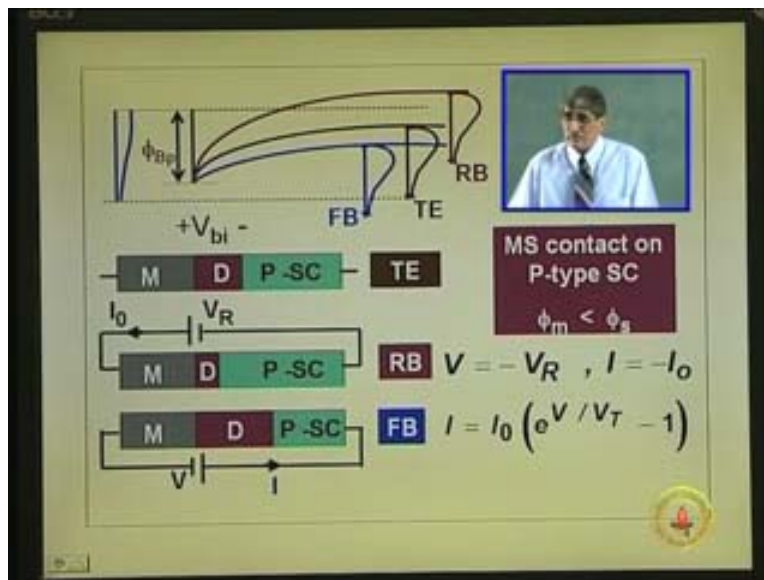 ϕBp
RB
TE
FB
+Vbi -
M D P -SC TE
MS contact on
P-type SC
ϕm < ϕs
I0 VR
M D P -SC RB V = - VR , I = -Io
M D P -SC FB I = I0 (e^V /VT - 1)
V I